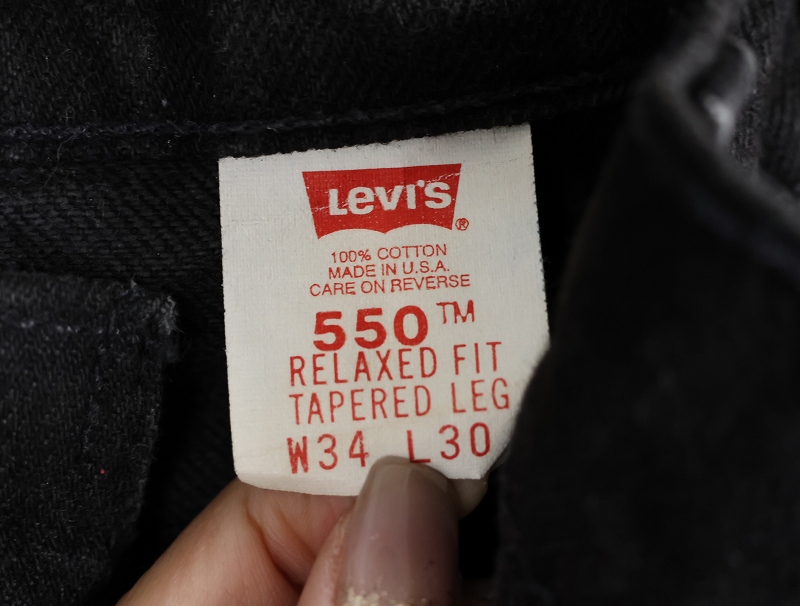 Levi's®
100% COTTON
MADE IN U.S.A.
CARE ON REVERSE
550™
RELAXED FIT
TAPERED LEG
W34 L30